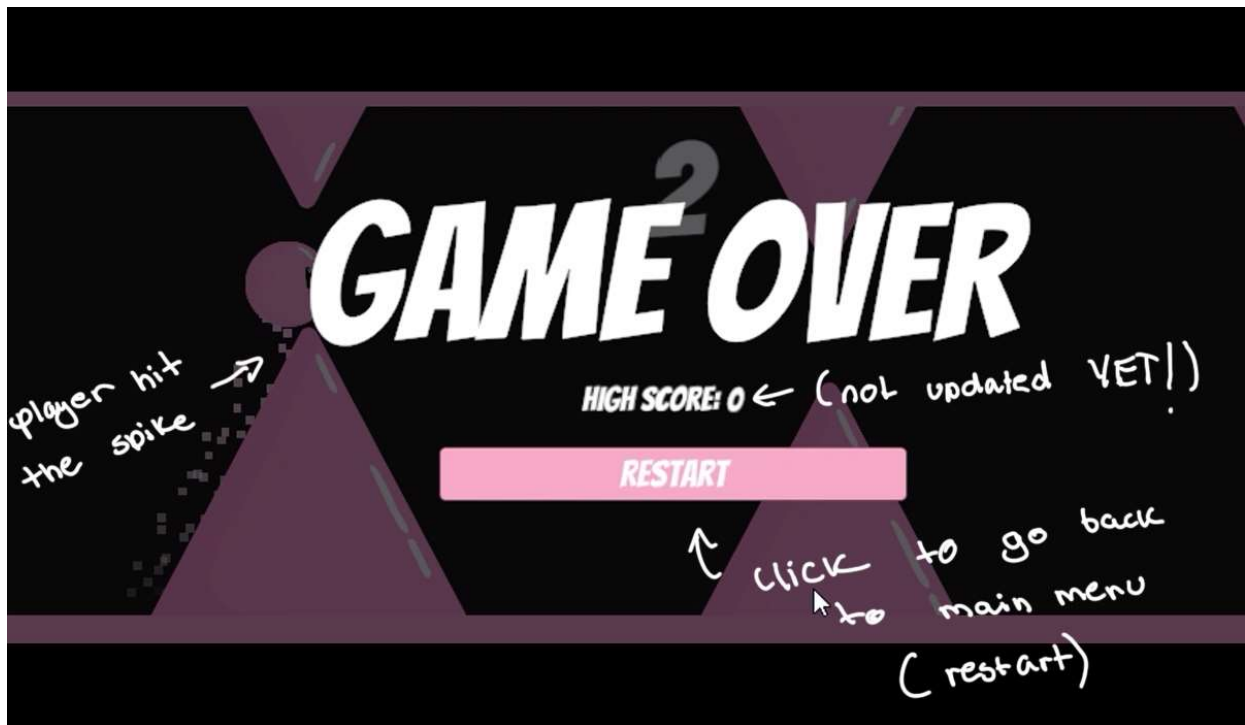 2
GAME OVER
player hit
the spike
HIGH SCORE: 0
(not updated YET!)
RESTART
click to go back
to main menu
(restart)